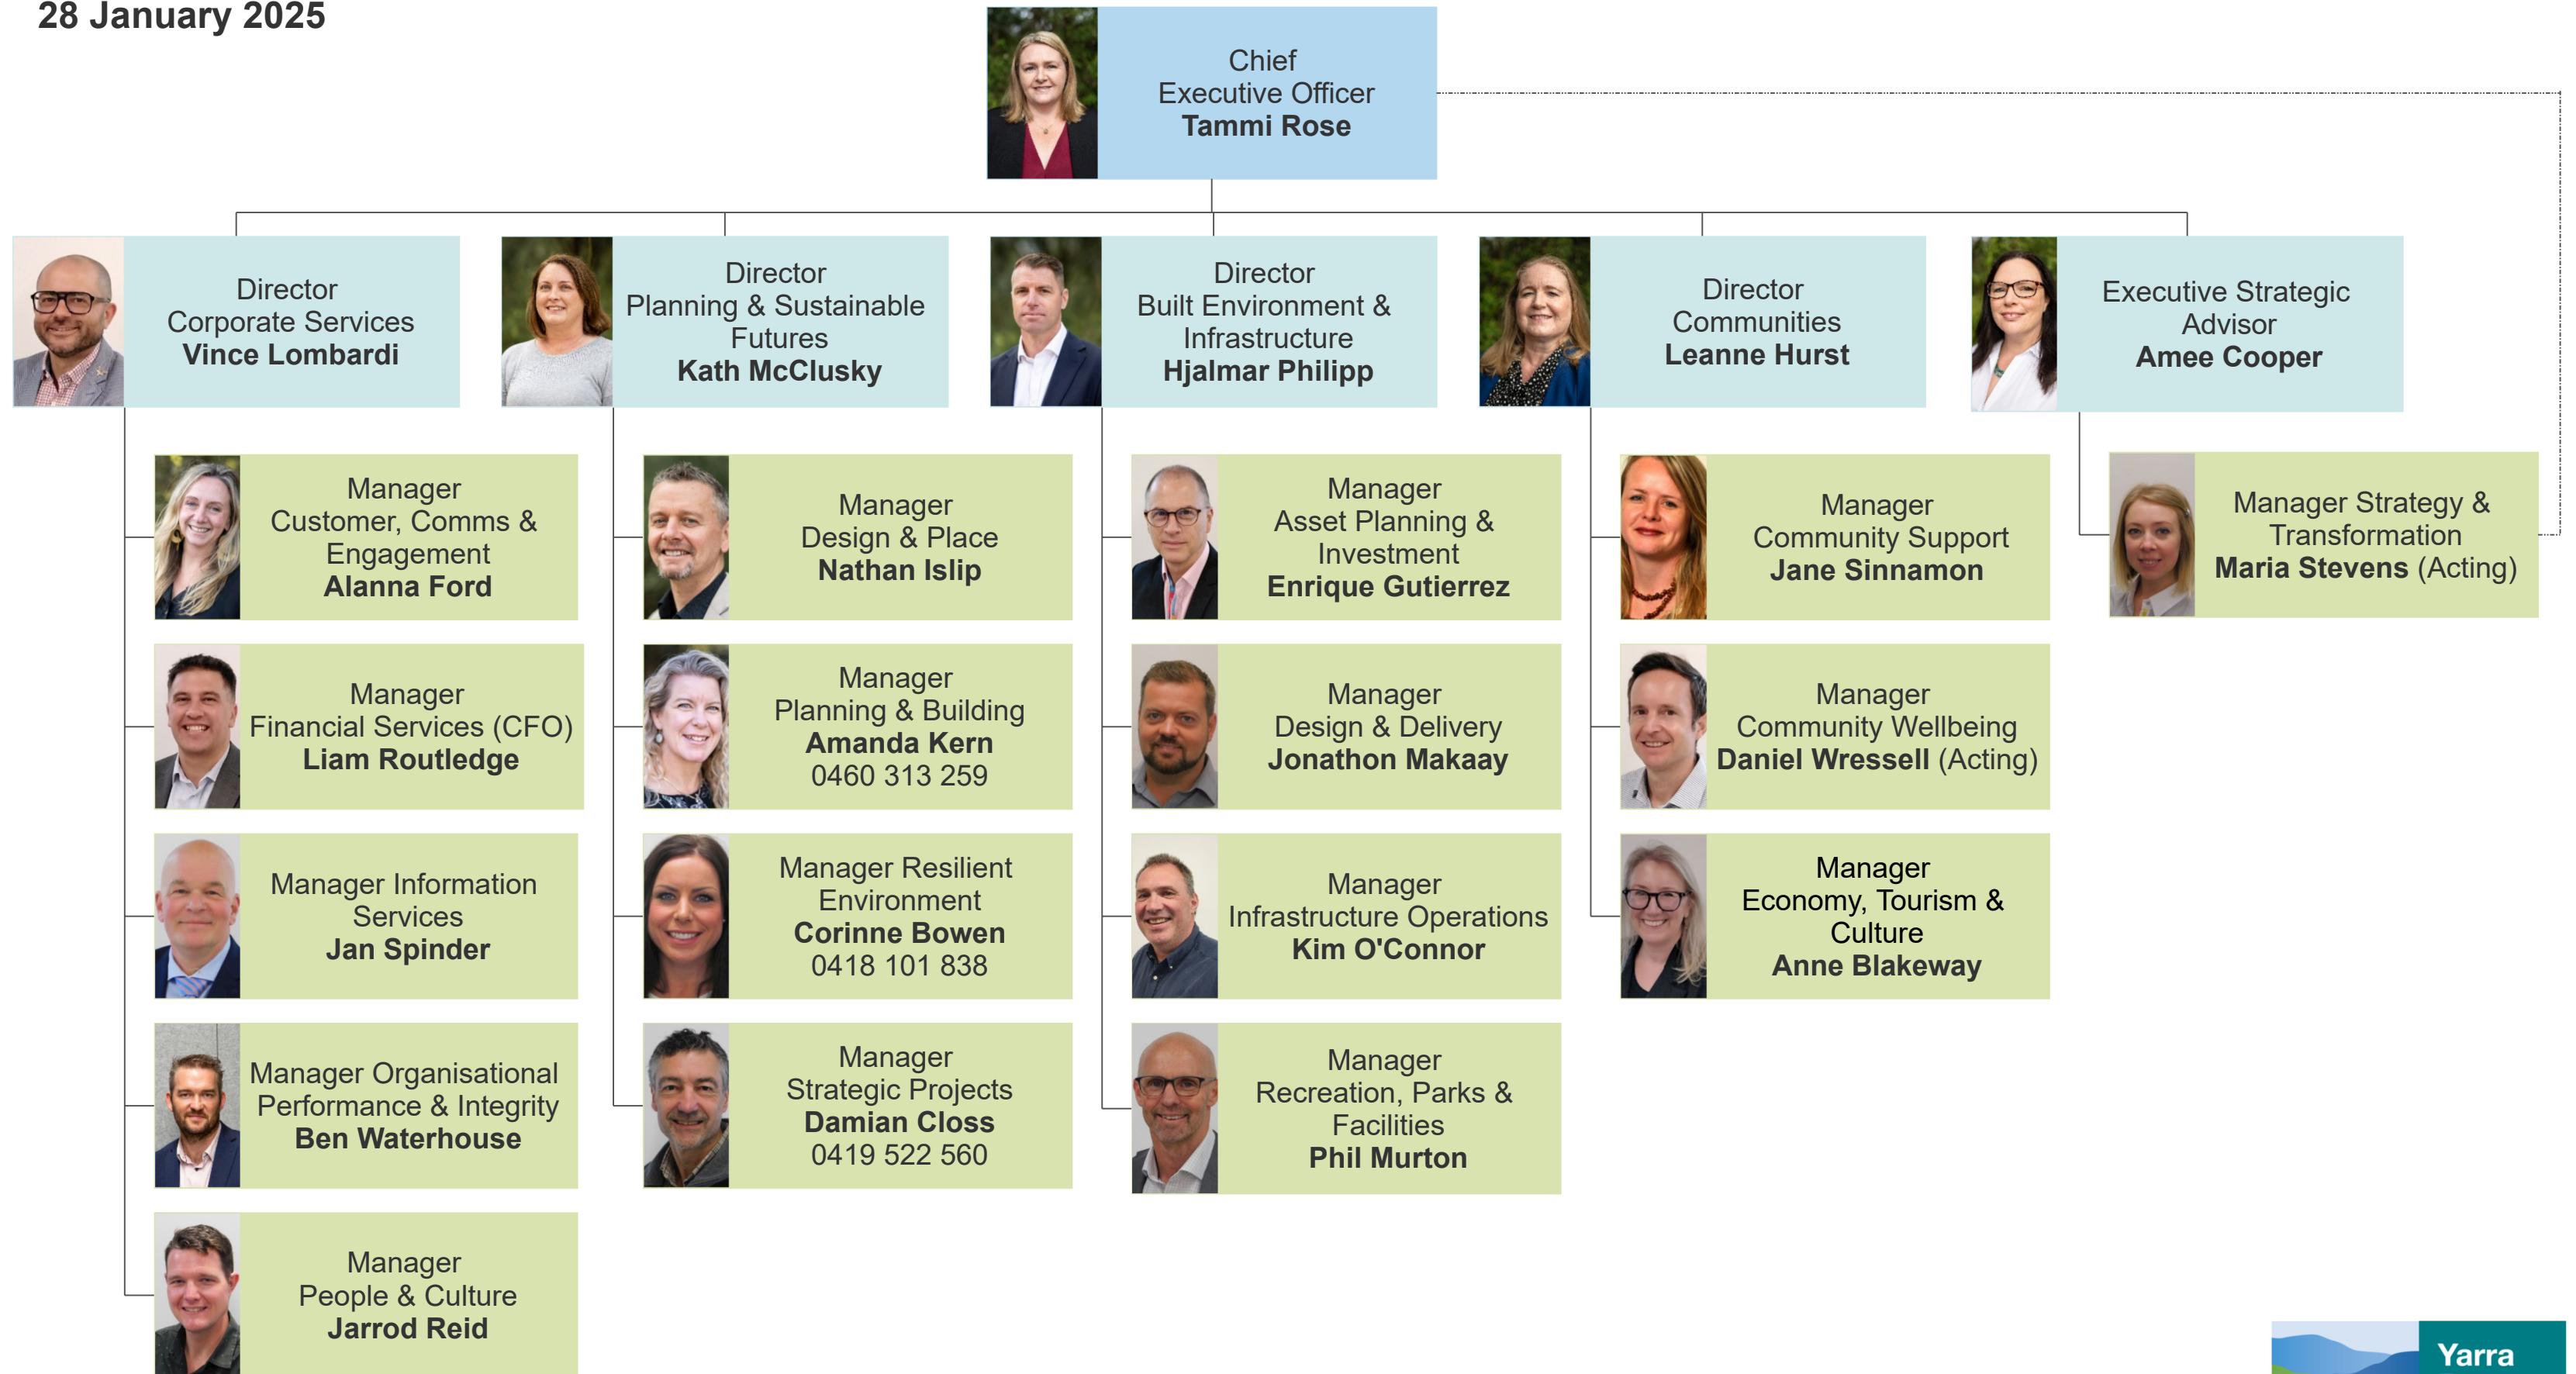 28 January 2025
Chief
Executive Officer
Tammi Rose
Director
Corporate Services
Vince Lombardi
Director
Planning & Sustainable
Futures
Kath McClusky
Director
Built Environment &
Infrastructure
Hjalmar Philipp
Director
Communities
Leanne Hurst
Executive Strategic
Advisor
Amee Cooper
Manager
Customer, Comms &
Engagement
Alanna Ford
Manager
Financial Services (CFO)
Liam Routledge
Manager Information
Services
Jan Spinder
Manager Organisational
Performance & Integrity
Ben Waterhouse
Manager
People & Culture
Jarrod Reid
Manager
Design & Place
Nathan Islip
Manager
Planning & Building
Amanda Kern
0460 313 259
Manager Resilient
Environment
Corinne Bowen
0418 101 838
Manager
Strategic Projects
Damian Closs
0419 522 560
Manager
Asset Planning &
Investment
Enrique Gutierrez
Manager
Design & Delivery
Jonathon Makaay
Manager
Infrastructure Operations
Kim O'Connor
Manager
Recreation, Parks &
Facilities
Phil Murton
Manager
Community Support
Jane Sinnamon
Manager
Community Wellbeing
Daniel Wressell (Acting)
Manager
Economy, Tourism &
Culture
Anne Blakeway
Manager Strategy &
Transformation
Maria Stevens (Acting)
Yarra